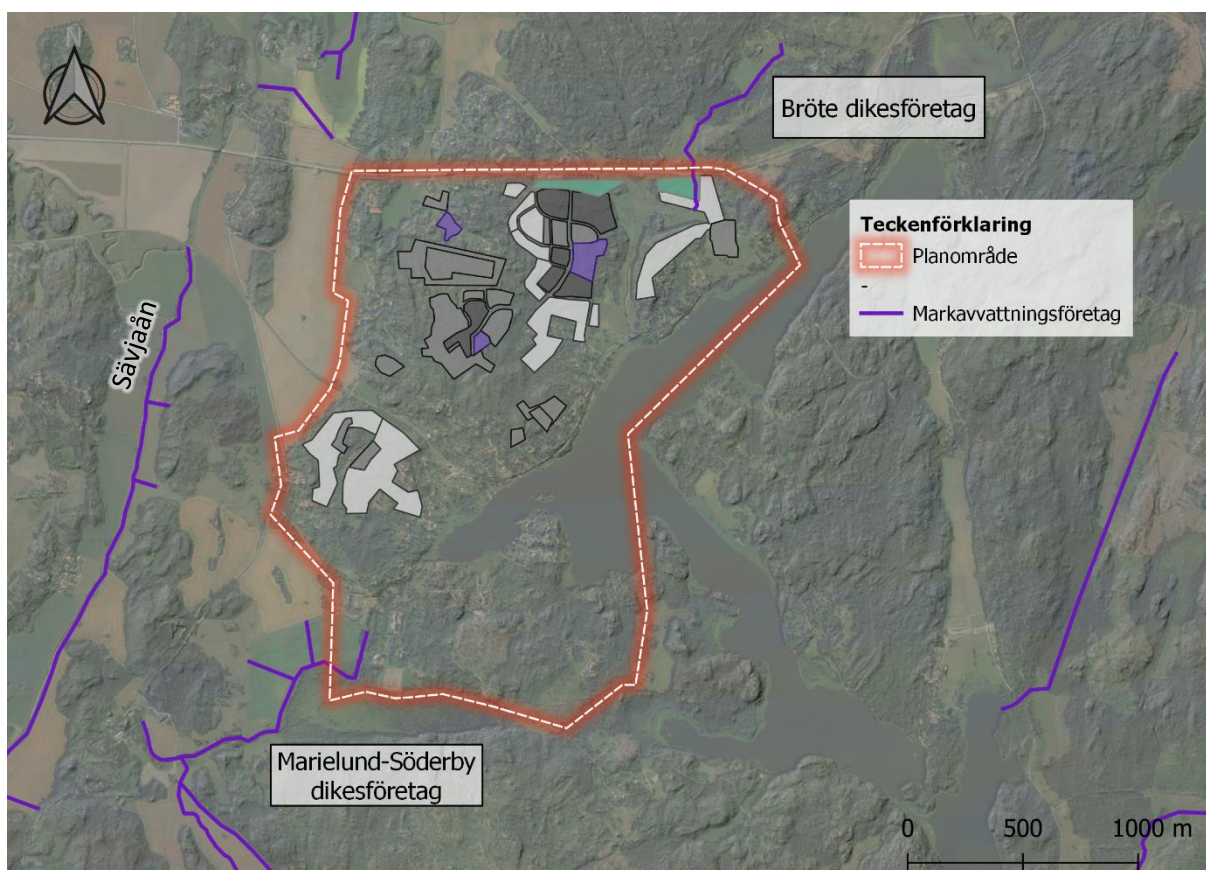 N
Bröte dikesföretag
Teckenförklaring
Planområde
-
Markavvattningsföretag
Sävjaån
Marielund-Söderby
dikesföretag
0 500 1000 m